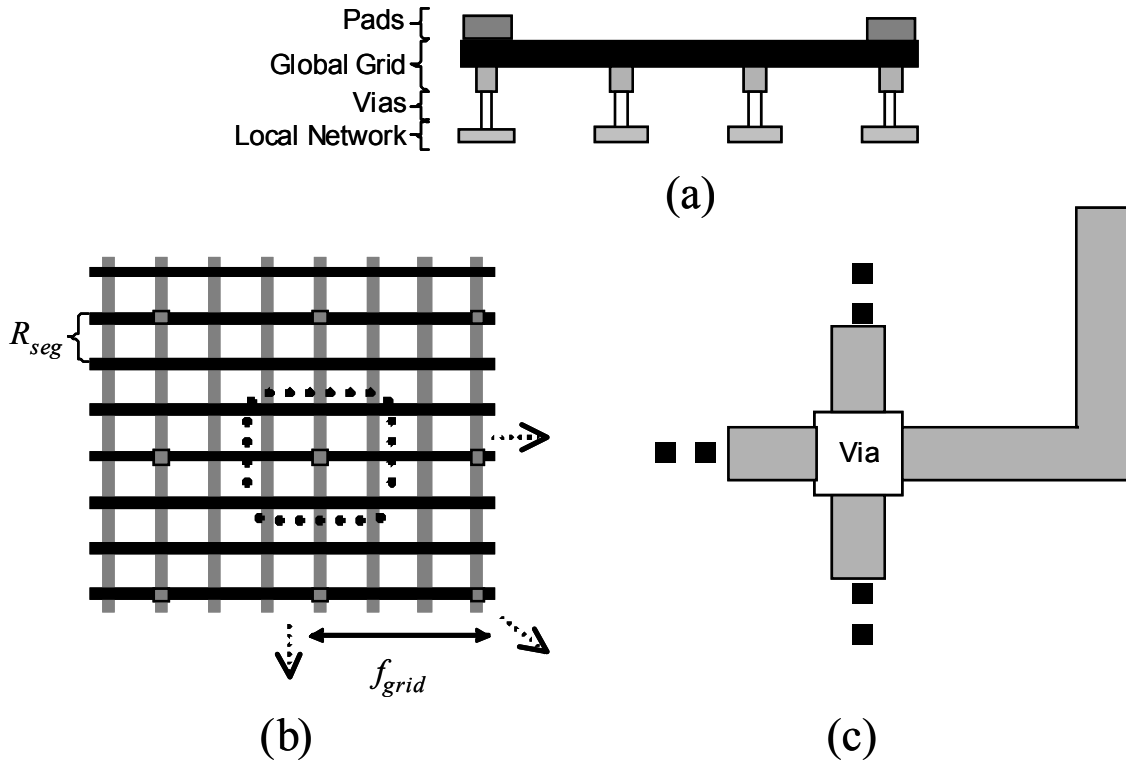 Pads
Global Grid
Vias
Local Network
(a)
R_seg
Via
f_grid
(b)
(c)